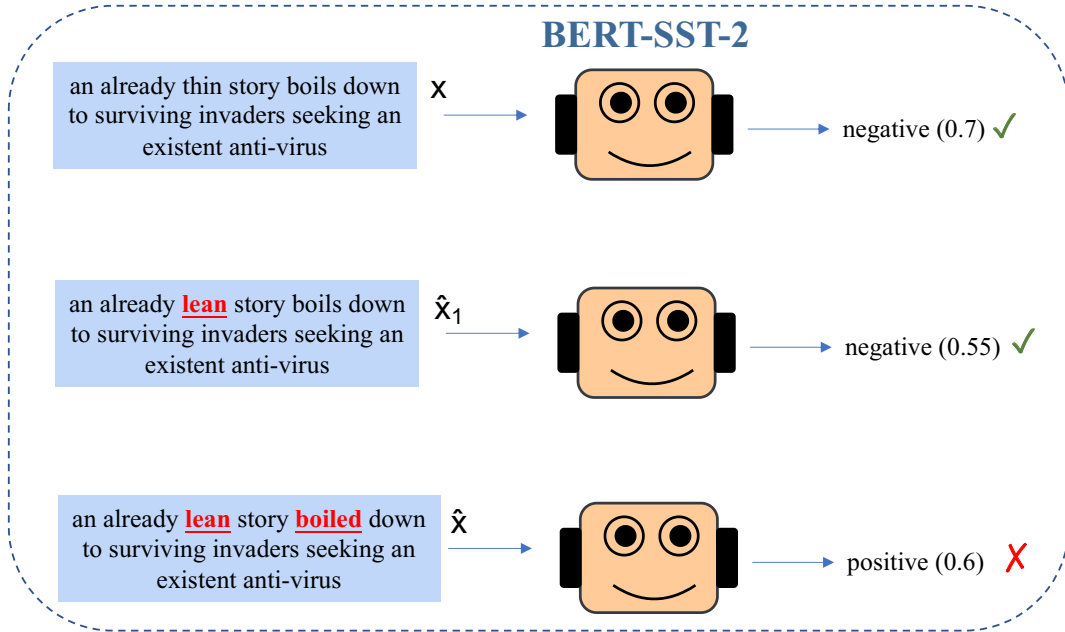 BERT-SST-2
an already thin story boils down
to surviving invaders seeking an
existent anti-virus
x
negative (0.7) ✓
an already lean story boils down
to surviving invaders seeking an
existent anti-virus
x̂1
negative (0.55) ✓
an already lean story boiled down
to surviving invaders seeking an
existent anti-virus
x̂
positive (0.6) ✗